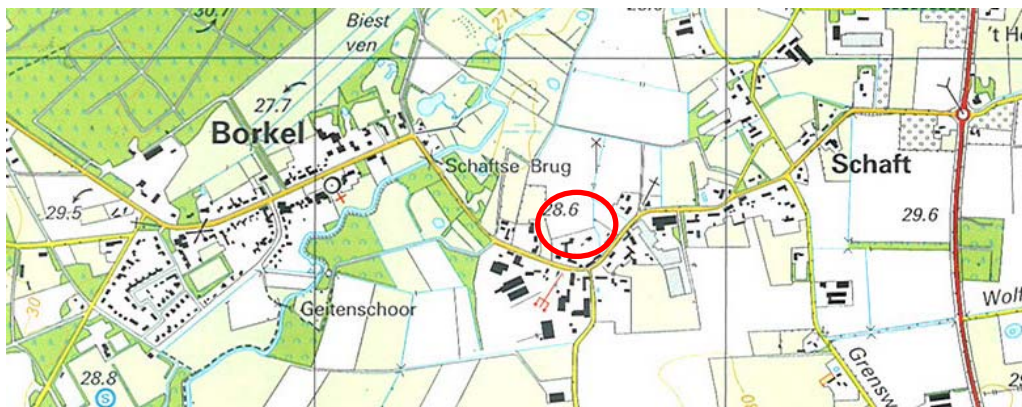 30.7
Biest
ven
27.7
Borkel
Schaftse Brug
Schaft
29.5
28.6
29.6
30
Geitenschoor
Wolf
28.8
S
Grensw
30